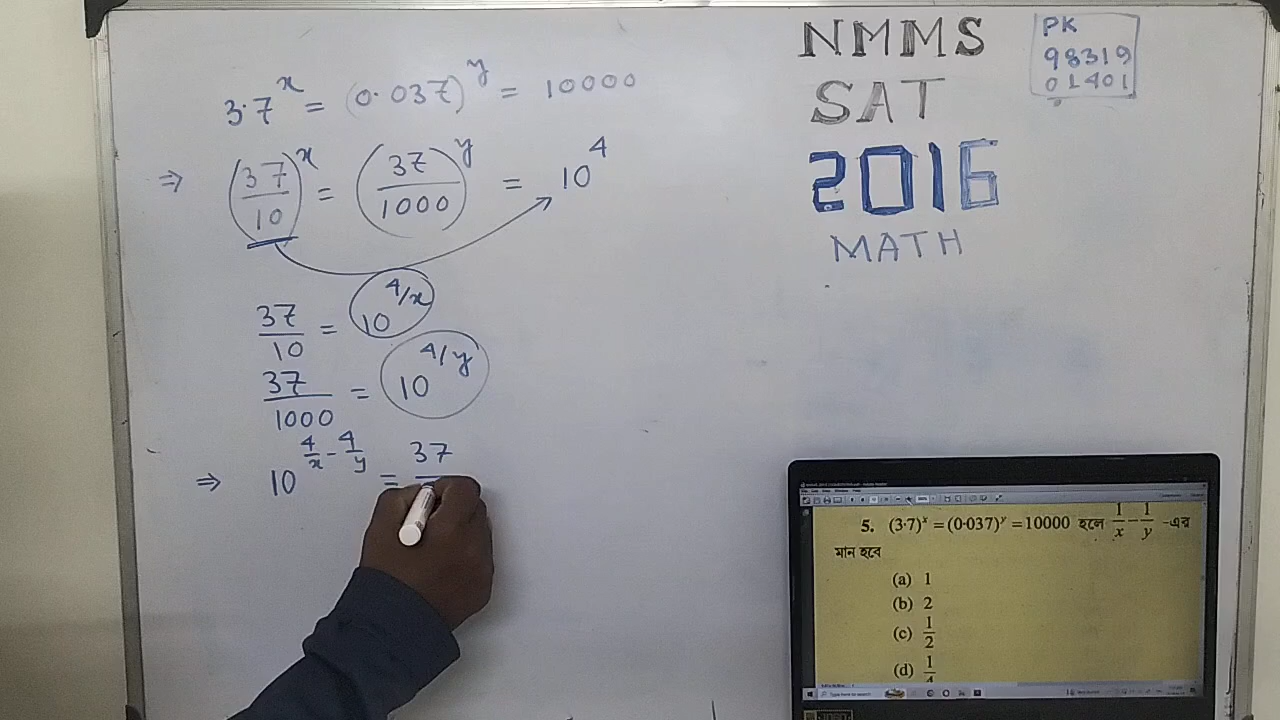 3.7^x = (0.037)^y = 10000
⇒ (37/10)^x = (37/1000)^y = 10^4
37/10 = 10^(4/x)
37/1000 = 10^(4/y)
⇒ 10^(4/x - 4/y) = 37
NMMS
SAT
2016
MATH
PK
98319
01401
5. (3·7)^x = (0·037)^y = 10000 হলে 1/x - 1/y -এর
মান হবে
(a) 1
(b) 2
(c) 1/2
(d) 1/4